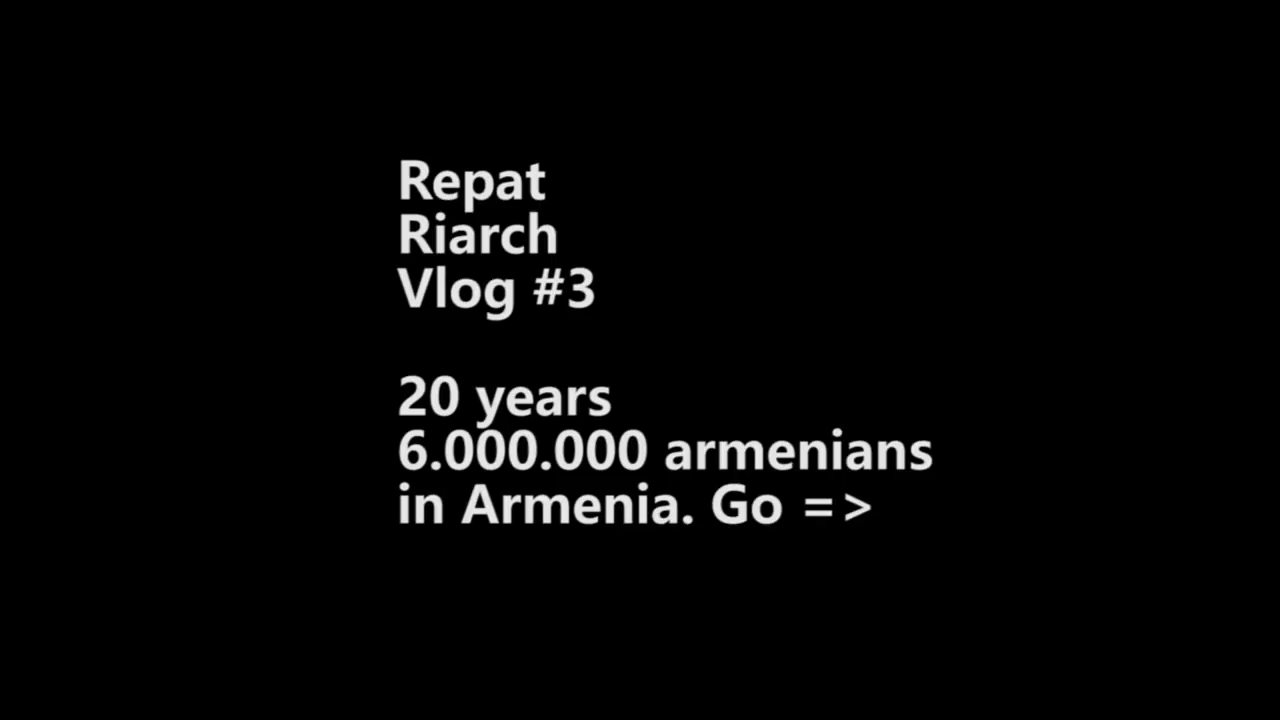 Repat
Riarch
Vlog #3
20 years
6.000.000 armenians
in Armenia. Go =>